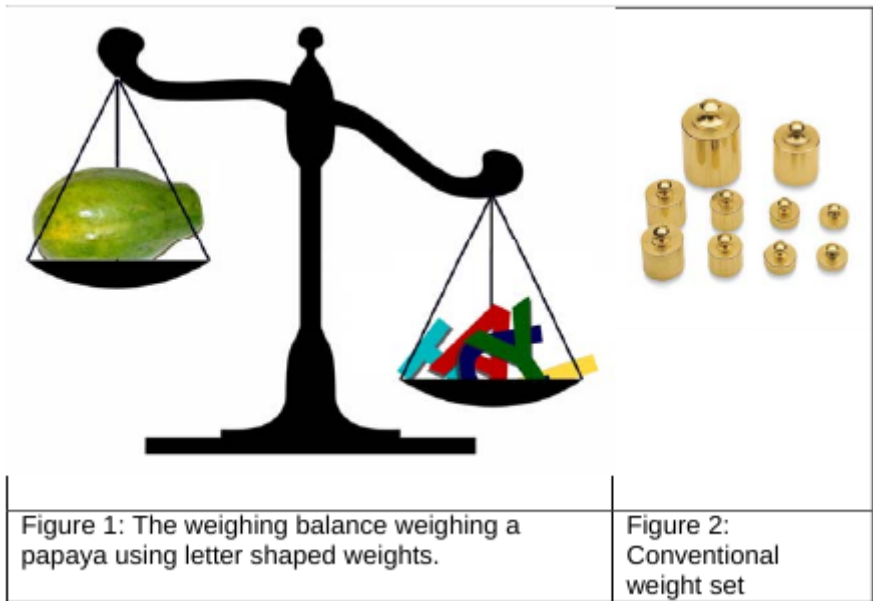 Figure 1: The weighing balance weighing a
papaya using letter shaped weights.
Figure 2:
Conventional
weight set